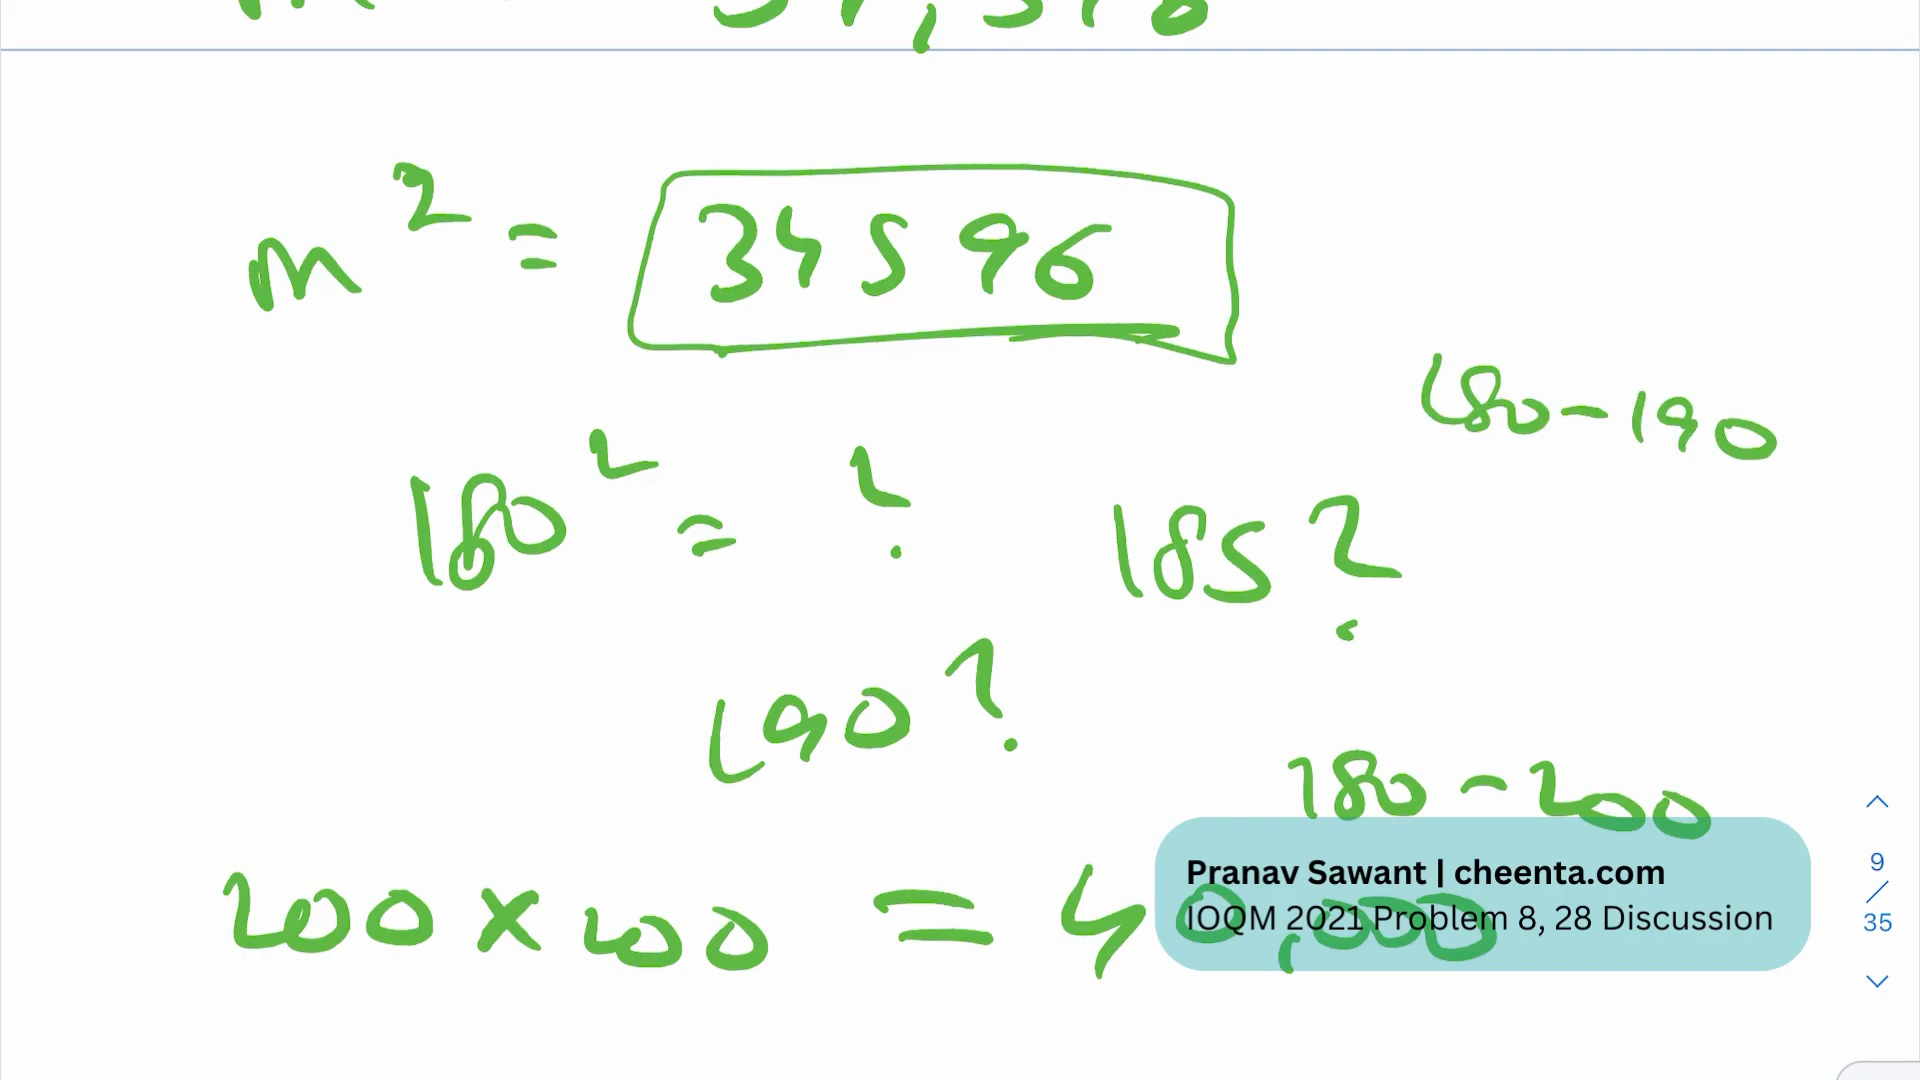 m² = 34596
180 - 190
180² = ?
185?
190?
180 - 200
200 x 200 = 40,000
Pranav Sawant | cheenta.com
IOQM 2021 Problem 8, 28 Discussion
9
/
35